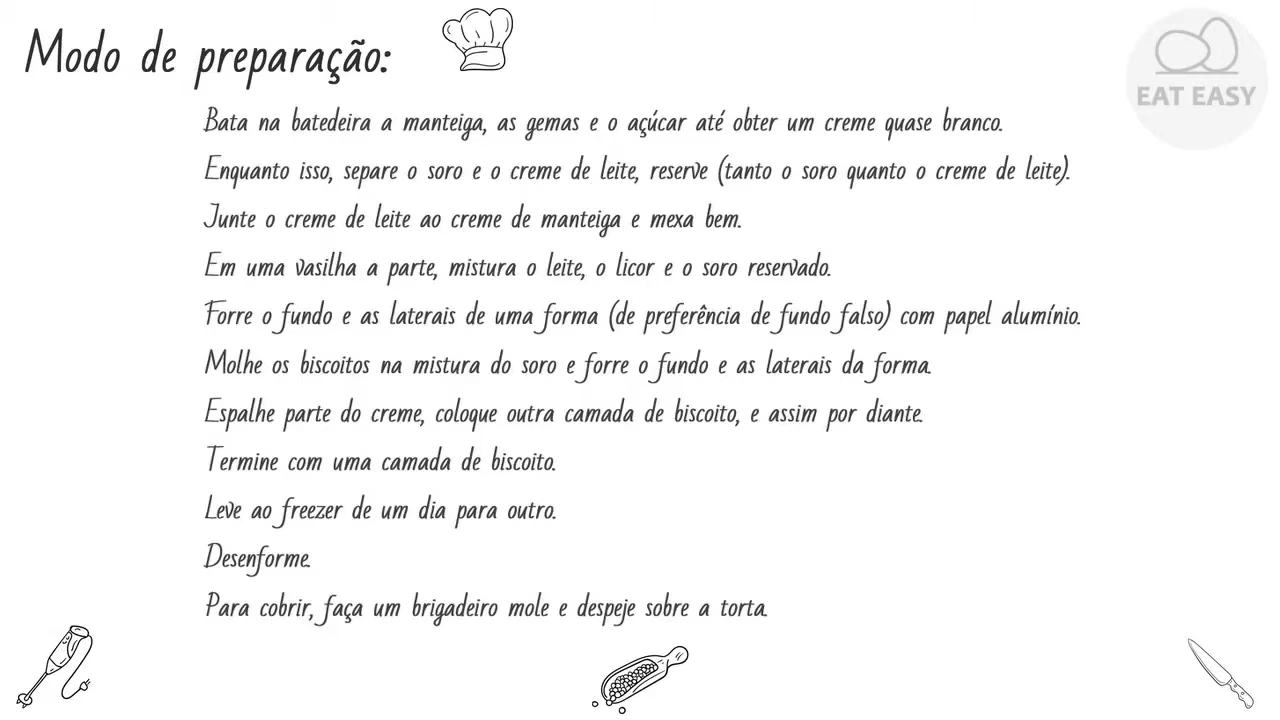 Modo de preparação:
EAT EASY
Bata na batedeira a manteiga, as gemas e o açúcar até obter um creme quase branco.
Enquanto isso, separe o soro e o creme de leite, reserve (tanto o soro quanto o creme de leite).
Junte o creme de leite ao creme de manteiga e mexa bem.
Em uma vasilha a parte, mistura o leite, o licor e o soro reservado.
Forre o fundo e as laterais de uma forma (de preferência de fundo falso) com papel alumínio.
Molhe os biscoitos na mistura do soro e forre o fundo e as laterais da forma.
Espalhe parte do creme, coloque outra camada de biscoito, e assim por diante.
Termine com uma camada de biscoito.
Leve ao freezer de um dia para outro.
Desenforme.
Para cobrir, faça um brigadeiro mole e despeje sobre a torta.